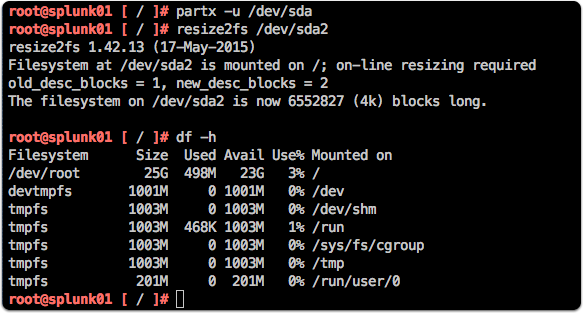 root@splunk01 [ / ]# partx -u /dev/sda
root@splunk01 [ / ]# resize2fs /dev/sda2
resize2fs 1.42.13 (17-May-2015)
Filesystem at /dev/sda2 is mounted on /; on-line resizing required
old_desc_blocks = 1, new_desc_blocks = 2
The filesystem on /dev/sda2 is now 6552827 (4k) blocks long.
root@splunk01 [ / ]# df -h
Filesystem      Size  Used Avail Use% Mounted on
/dev/root        25G  498M   23G   3% /
devtmpfs       1001M     0 1001M   0% /dev
tmpfs          1003M     0 1003M   0% /dev/shm
tmpfs          1003M  468K 1003M   1% /run
tmpfs          1003M     0 1003M   0% /sys/fs/cgroup
tmpfs          1003M     0 1003M   0% /tmp
tmpfs           201M     0  201M   0% /run/user/0
root@splunk01 [ / ]#